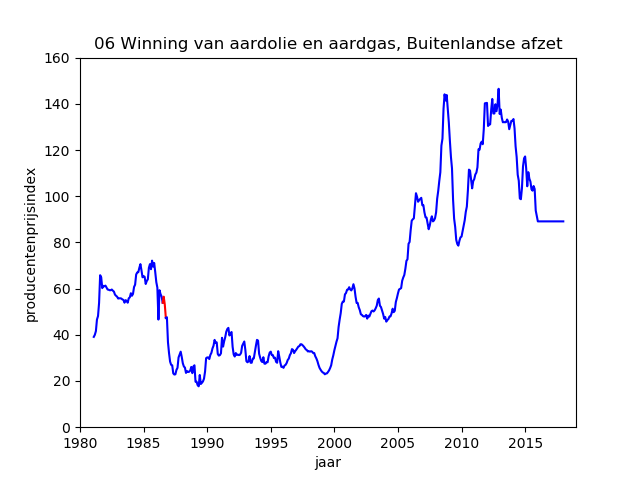 06 Winning van aardolie en aardgas, Buitenlandse afzet
160
140
120
100
80
60
40
20
0
producentenprijsindex
1980 1985 1990 1995 2000 2005 2010 2015
jaar